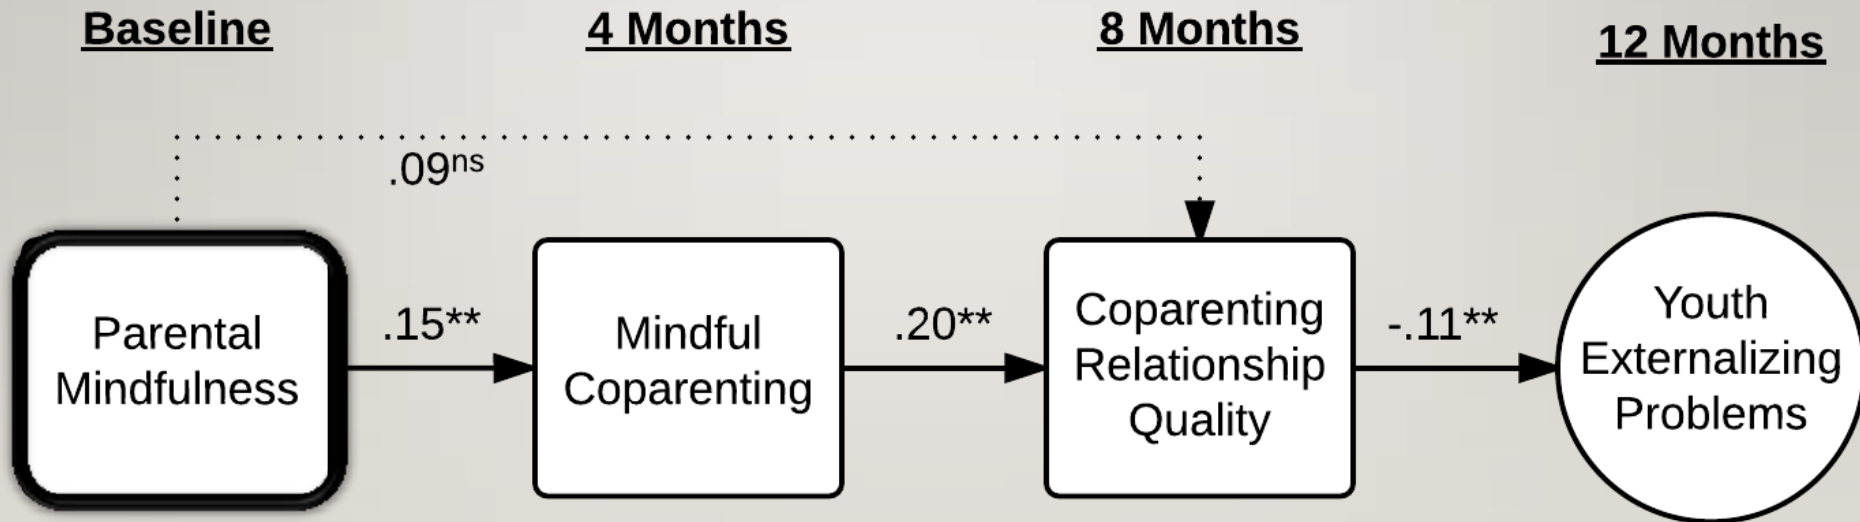 Baseline
4 Months
8 Months
12 Months
.09ns
Parental
Mindfulness
.15**
Mindful
Coparenting
.20**
Coparenting
Relationship
Quality
-.11**
Youth
Externalizing
Problems